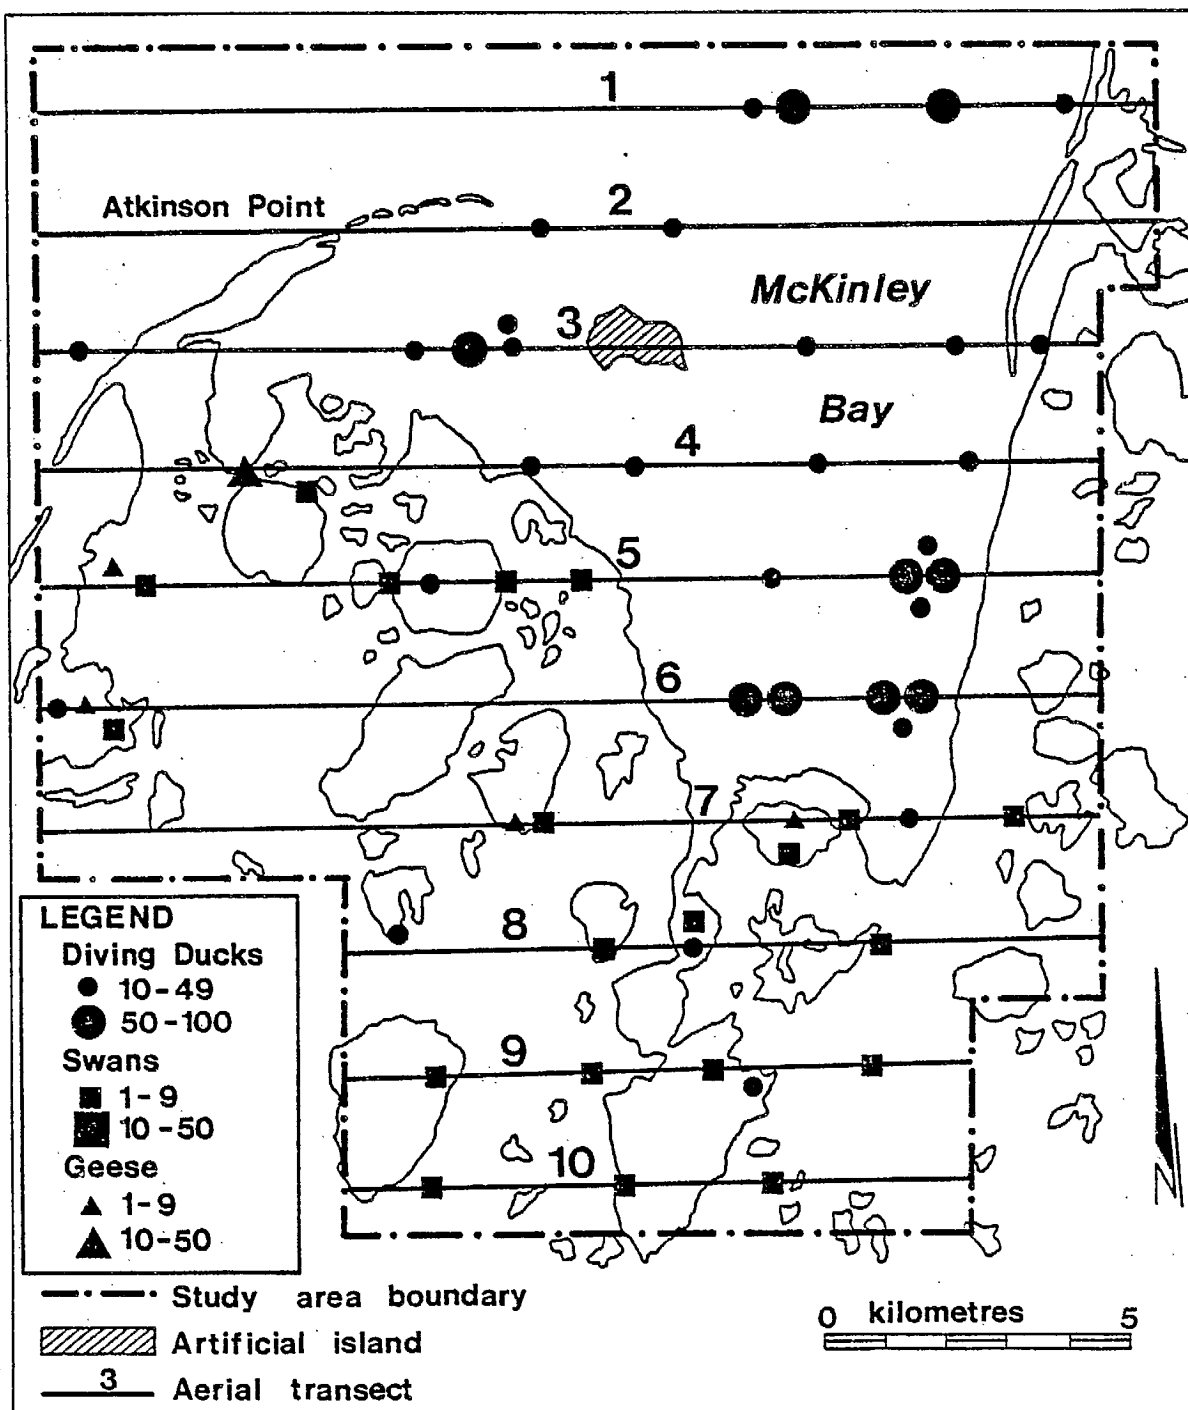 1
Atkinson Point
2
McKinley
3
Bay
4
5
6
7
8
9
10
LEGEND
Diving Ducks
10-49
50-100
Swans
1-9
10-50
Geese
1-9
10-50
Study area boundary
Artificial island
3 Aerial transect
0 kilometres 5
N